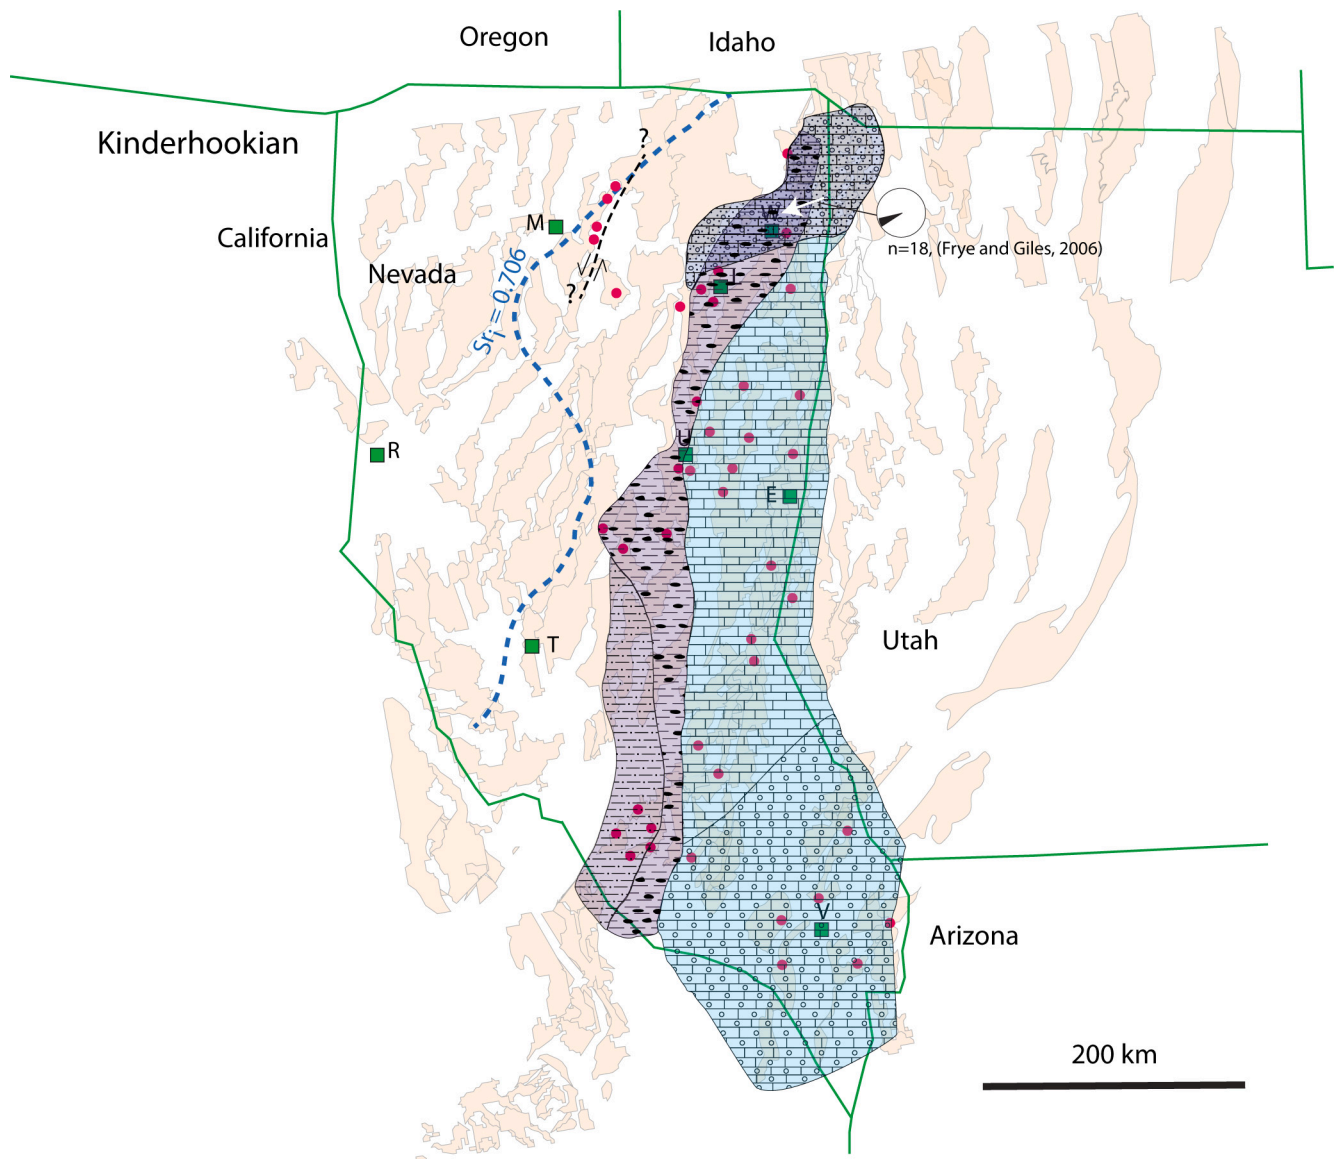 Oregon
Idaho
Kinderhookian
?
California
M
W
n=18, (Frye and Giles, 2006)
Nevada
?
Sri = 0.706
R
U
E
T
Utah
V
Arizona
200 km